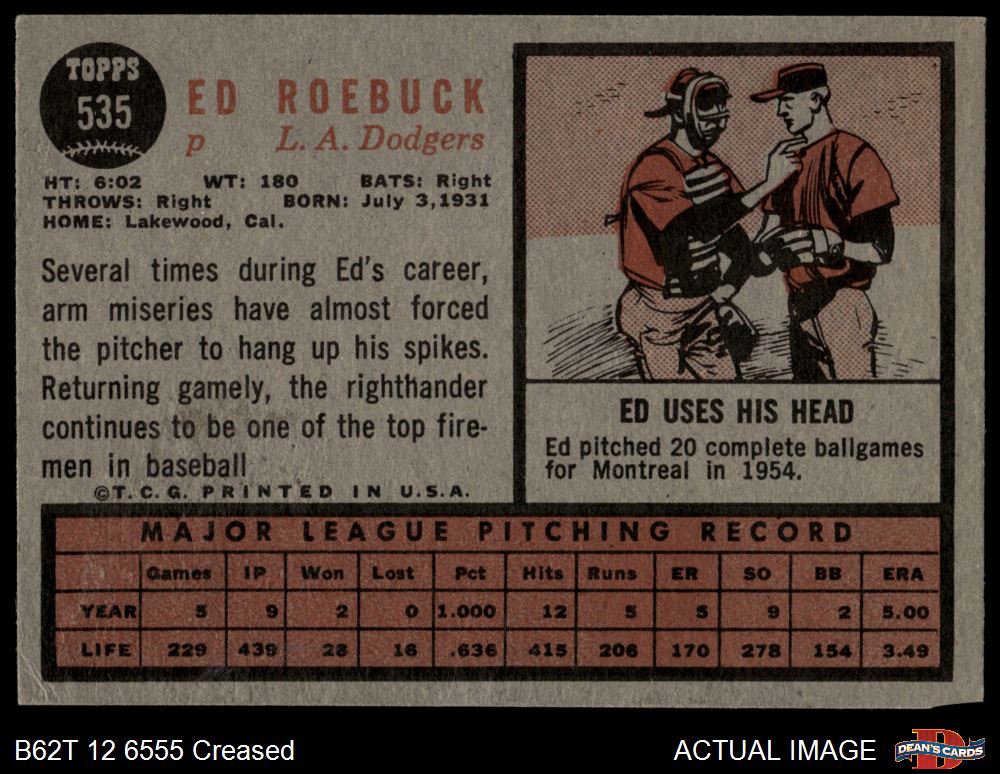 TOPPS
535
ED ROEBUCK
p L. A. Dodgers
HT: 6:02 WT: 180 BATS: Right
THROWS: Right BORN: July 3,1931
HOME: Lakewood, Cal.
Several times during Ed's career,
arm miseries have almost forced
the pitcher to hang up his spikes.
Returning gamely, the righthander
continues to be one of the top fire-
men in baseball
©T. C. G. PRINTED IN U.S.A.
ED USES HIS HEAD
Ed pitched 20 complete ballgames
for Montreal in 1954.
MAJOR LEAGUE PITCHING RECORD
Games IP Won Lost Pct Hits Runs ER SO BB ERA
YEAR 5 9 2 0 1.000 12 5 5 9 2 5.00
LIFE 229 439 28 16 .636 415 206 170 278 154 3.49
B62T 12 6555 Creased
ACTUAL IMAGE
D
DEAN'S CARDS